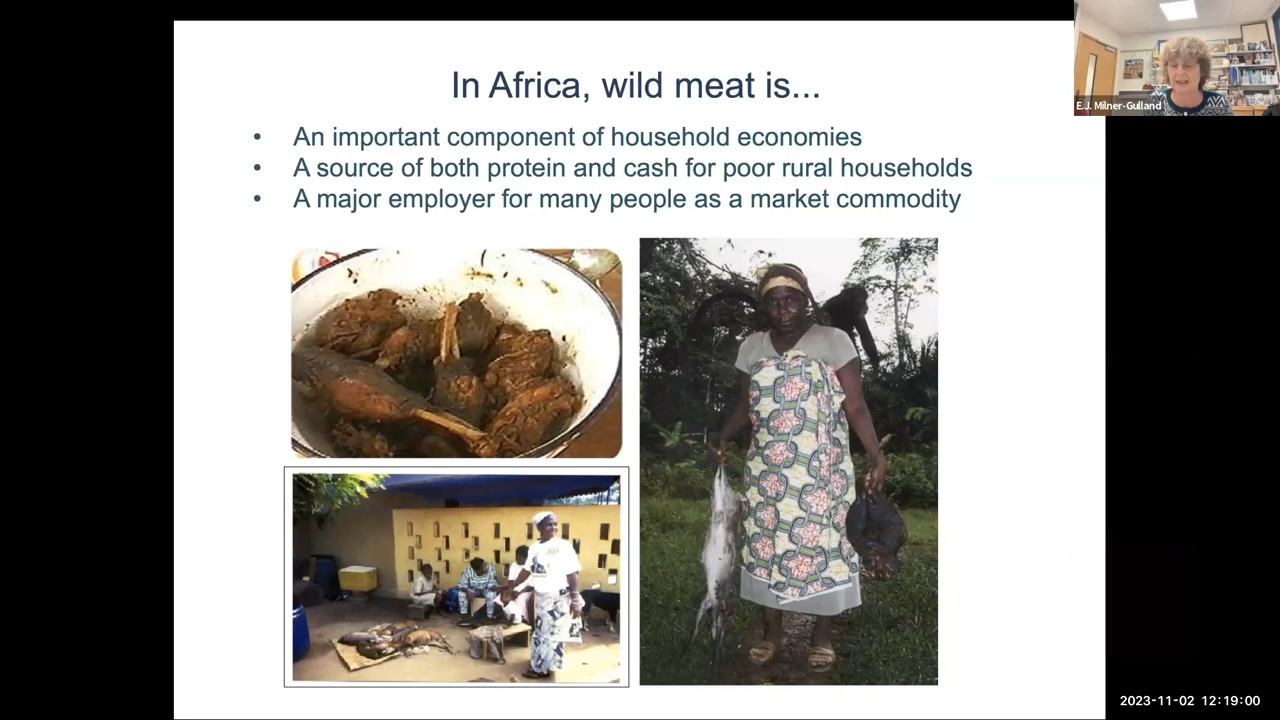 In Africa, wild meat is...
• An important component of household economies
• A source of both protein and cash for poor rural households
• A major employer for many people as a market commodity
E.J. Milner-Gulland
2023-11-02 12:19:00